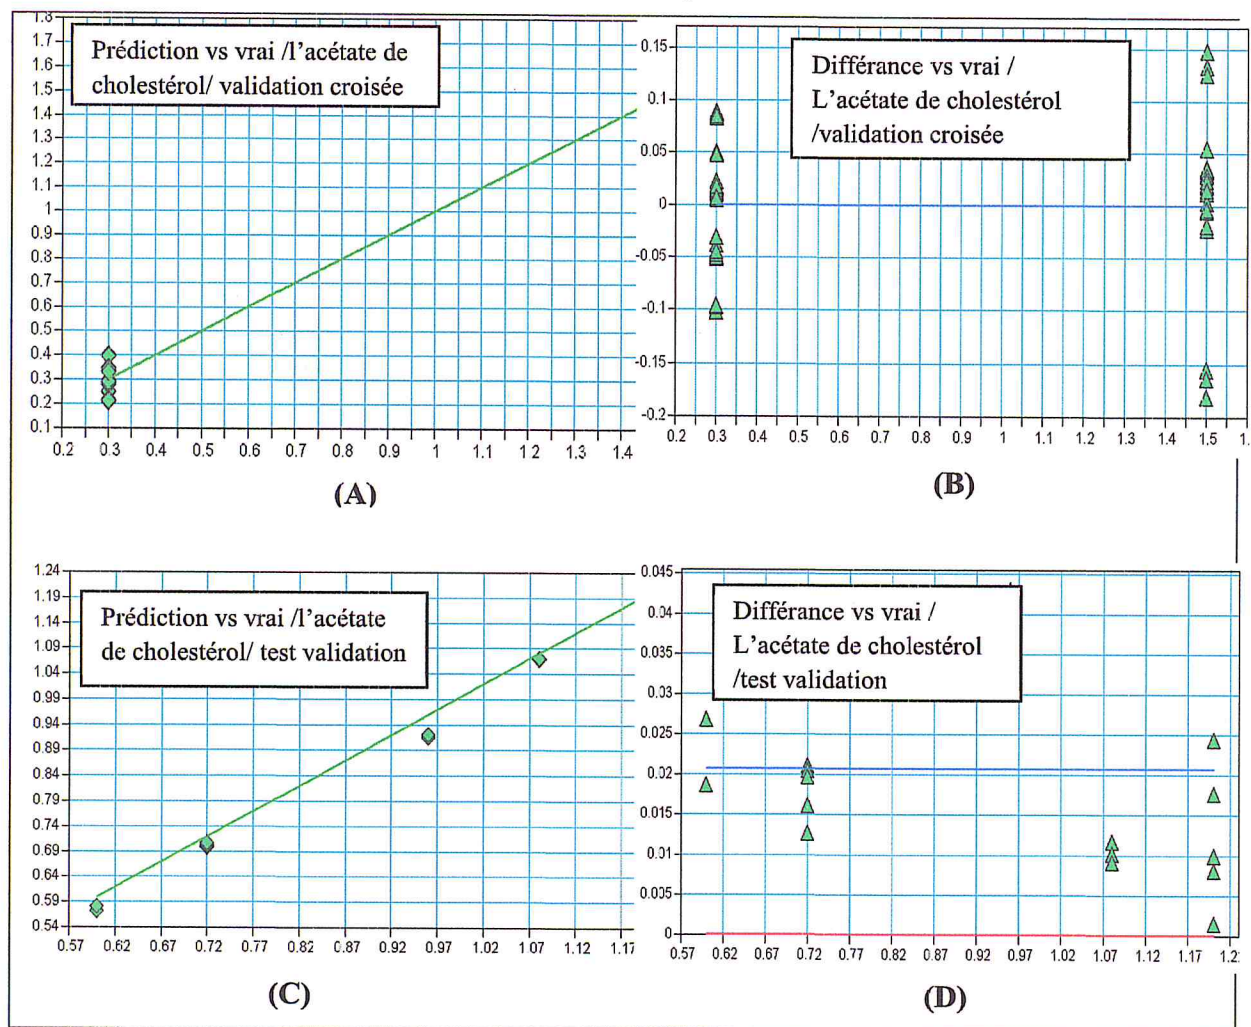 1.8
1.7
1.6
1.5
1.4
1.3
1.2
1.1
1
0.9
0.8
0.7
0.6
0.5
0.4
0.3
0.2
0.1
0.2 0.3 0.4 0.5 0.6 0.7 0.8 0.9 1 1.1 1.2 1.3 1.4
Prédiction vs vrai /l'acétate de
cholestérol/ validation croisée
(A)
0.15
0.1
0.05
0
-0.05
-0.1
-0.15
-0.2
0.2 0.3 0.4 0.5 0.6 0.7 0.8 0.9 1 1.1 1.2 1.3 1.4 1.5 1.
Différance vs vrai /
L'acétate de cholestérol
/validation croisée
(B)
1.24
1.19
1.14
1.09
1.04
0.99
0.94
0.89
0.84
0.79
0.74
0.69
0.64
0.59
0.54
0.57 0.62 0.67 0.72 0.77 0.82 0.87 0.92 0.97 1.02 1.07 1.12 1.17
Prédiction vs vrai /l'acétate
de cholestérol/ test validation
(C)
0.045
0.04
0.035
0.03
0.025
0.02
0.015
0.01
0.005
0
0.57 0.62 0.67 0.72 0.77 0.82 0.87 0.92 0.97 1.02 1.07 1.12 1.17 1.2
Différance vs vrai /
L'acétate de cholestérol
/test validation
(D)